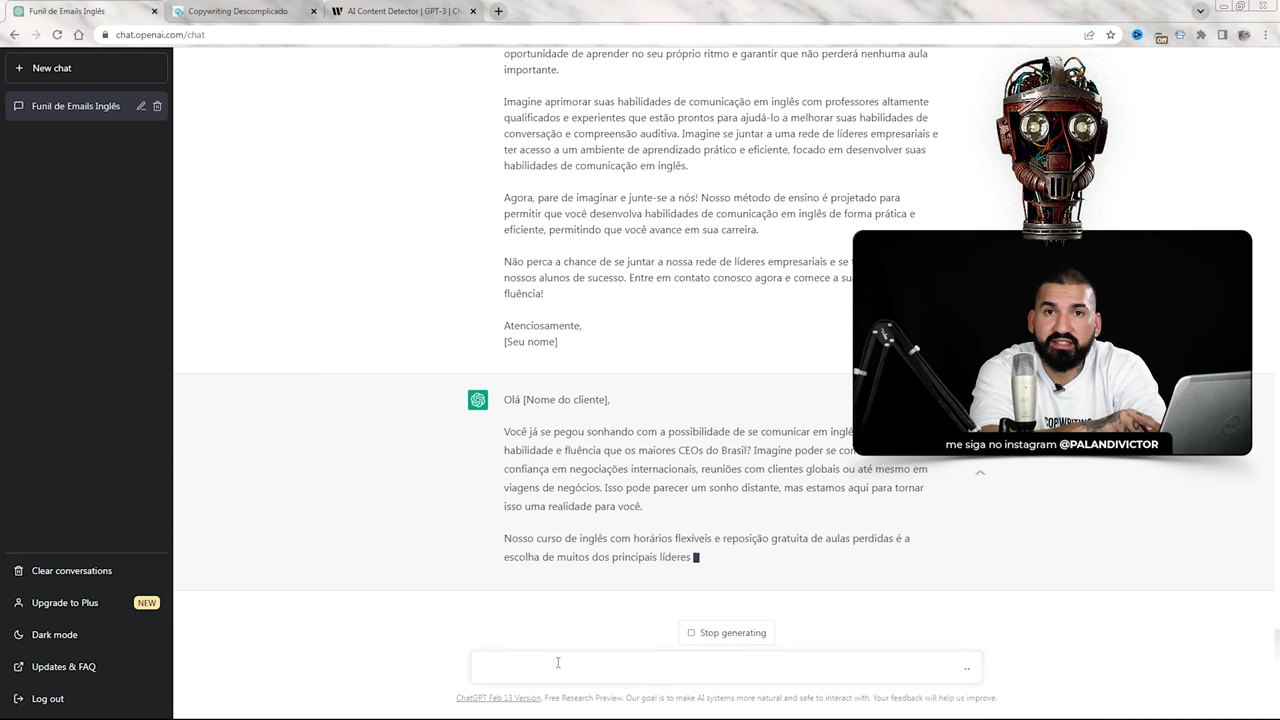 Funil de Emails Inglês
Copywriting Descomplicado
AI Content Detector | GPT-3 | Ch
chat.openai.com/chat
Off
New chat
Funil de Emails Inglês
oportunidade de aprender no seu próprio ritmo e garantir que não perderá nenhuma aula
importante.
Imagine aprimorar suas habilidades de comunicação em inglês com professores altamente
qualificados e experientes que estão prontos para ajudá-lo a melhorar suas habilidades de
conversação e compreensão auditiva. Imagine se juntar a uma rede de líderes empresariais e
ter acesso a um ambiente de aprendizado prático e eficiente, focado em desenvolver suas
habilidades de comunicação em inglês.
Agora, pare de imaginar e junte-se a nós! Nosso método de ensino é projetado para
permitir que você desenvolva habilidades de comunicação em inglês de forma prática e
eficiente, permitindo que você avance em sua carreira.
Não perca a chance de se juntar a nossa rede de líderes empresariais e se
nossos alunos de sucesso. Entre em contato conosco agora e comece a sua
fluência!
Atenciosamente,
[Seu nome]
Olá [Nome do cliente],
Você já se pegou sonhando com a possibilidade de se comunicar em inglê
habilidade e fluência que os maiores CEOs do Brasil? Imagine poder se co
confiança em negociações internacionais, reuniões com clientes globais ou até mesmo em
viagens de negócios. Isso pode parecer um sonho distante, mas estamos aqui para tornar
isso uma realidade para você.
Nosso curso de inglês com horários flexíveis e reposição gratuita de aulas perdidas é a
escolha de muitos dos principais líderes
me siga no instagram @PALANDIVICTOR
Clear conversations
Upgrade to Plus NEW
Dark mode
Updates & FAQ
Log out
Stop generating
ChatGPT Feb 13 Version. Free Research Preview. Our goal is to make AI systems more natural and safe to interact with. Your feedback will help us improve.